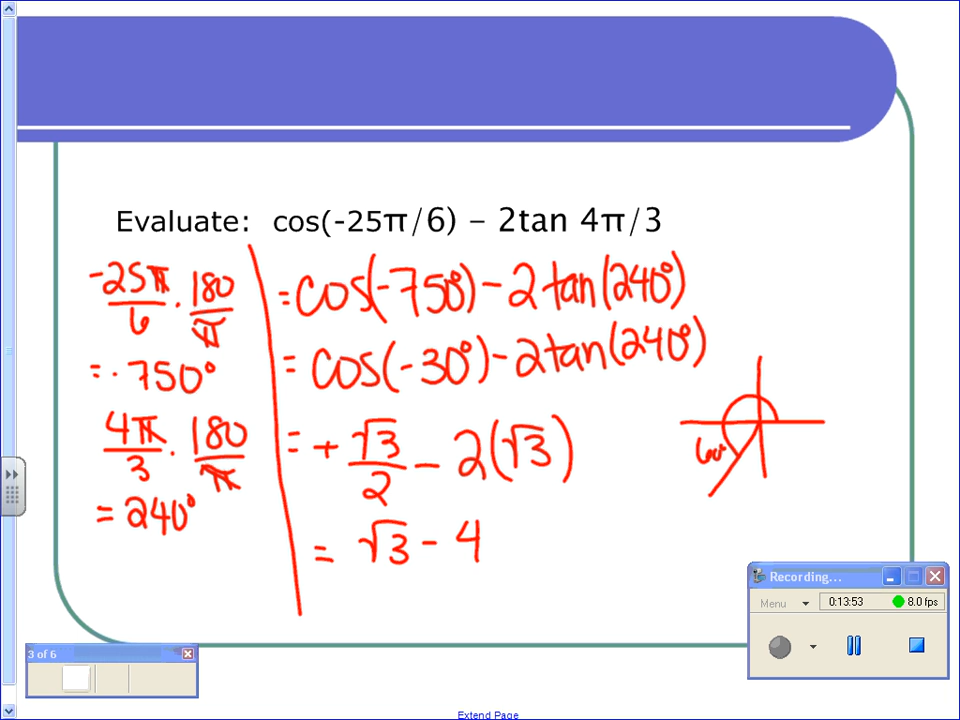 Evaluate: cos(-25π/6) – 2tan 4π/3
-25π/6 · 180/π
= -750°
4π/3 · 180/π
= 240°
= cos(-750°) - 2 tan(240°)
= cos(-30°) - 2tan(240°)
= + √3/2 - 2(√3)
= √3 - 4
60°
Recording...
Menu
0:13:53
8.0 fps
3 of 6
Extend Page